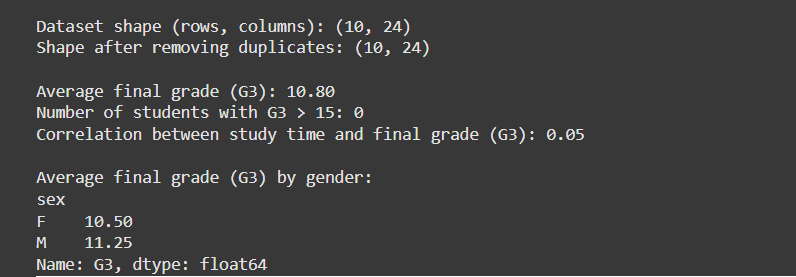 Dataset shape (rows, columns): (10, 24)
Shape after removing duplicates: (10, 24)
Average final grade (G3): 10.80
Number of students with G3 > 15: 0
Correlation between study time and final grade (G3): 0.05
Average final grade (G3) by gender:
sex
F    10.50
M    11.25
Name: G3, dtype: float64